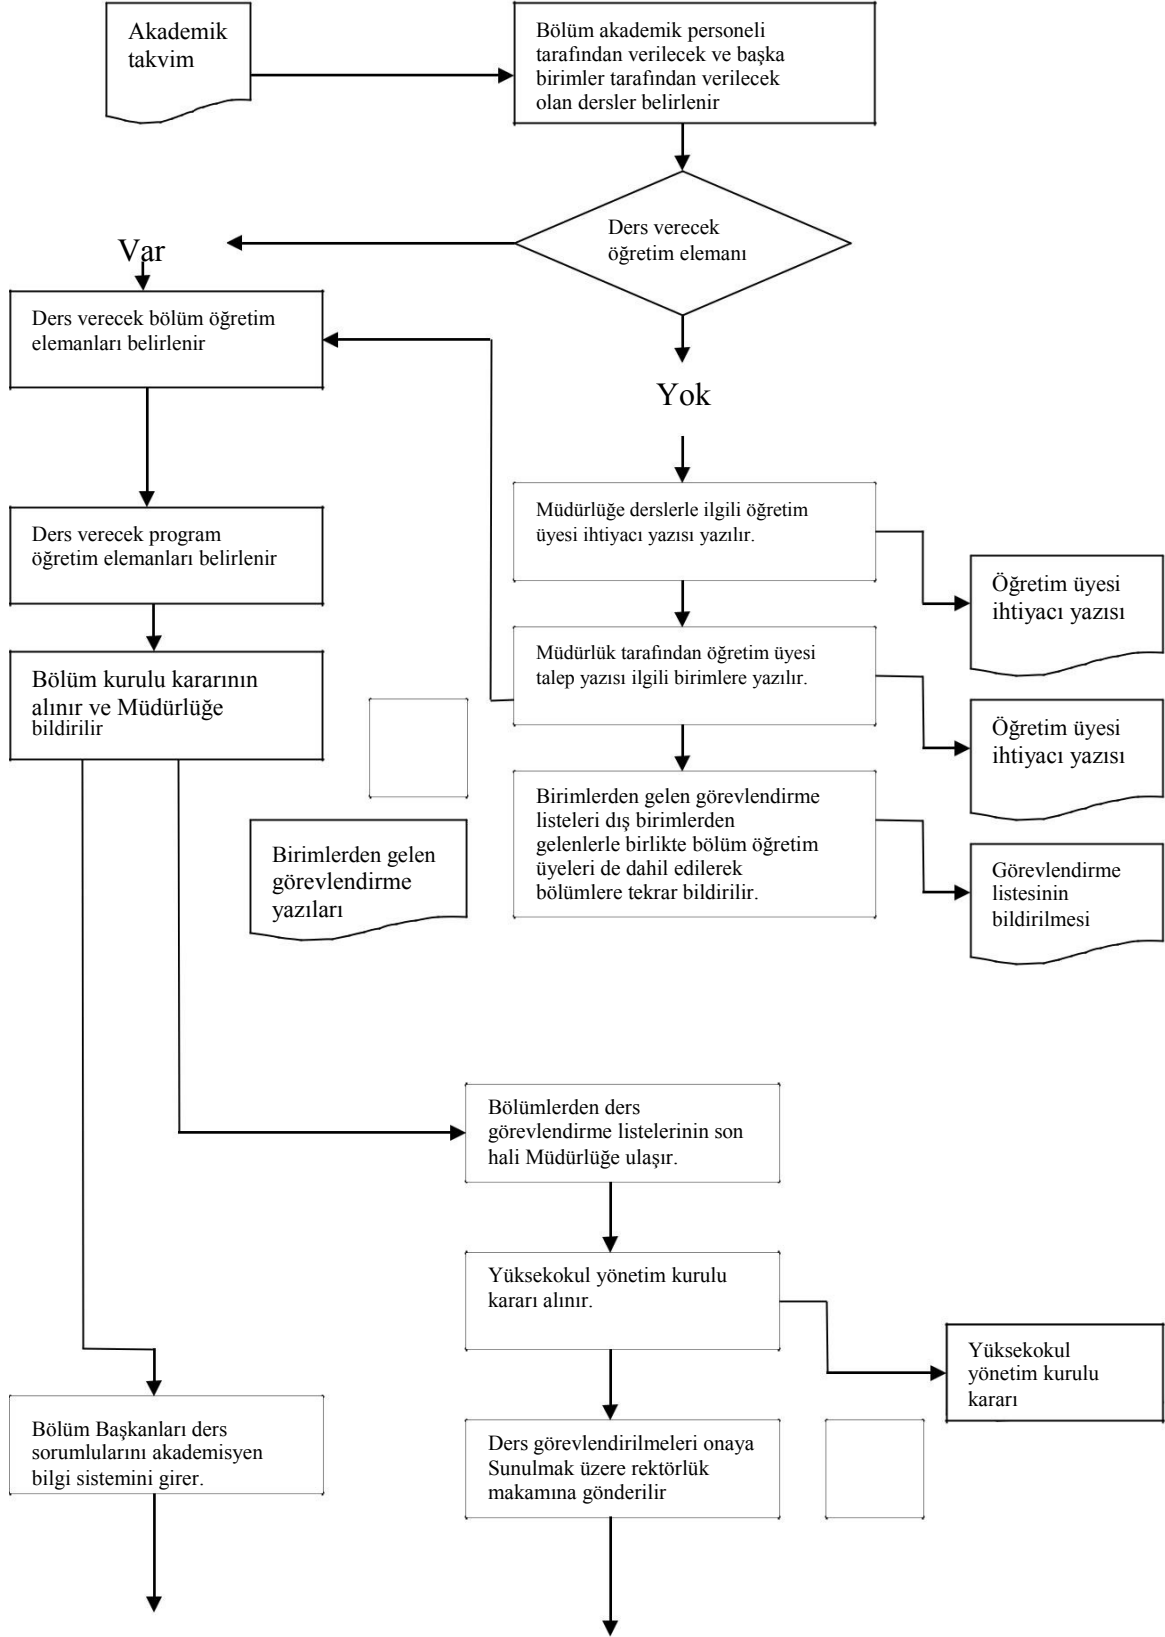 Akademik
takvim
Bölüm akademik personeli
tarafından verilecek ve başka
birimler tarafından verilecek
olan dersler belirlenir
Ders verecek
öğretim elemanı
Var
Ders verecek bölüm öğretim
elemanları belirlenir
Yok
Ders verecek program
öğretim elemanları belirlenir
Müdürlüğe derslerle ilgili öğretim
üyesi ihtiyacı yazısı yazılır.
Öğretim üyesi
ihtiyacı yazısı
Bölüm kurulu kararının
alınır ve Müdürlüğe
bildirilir
Müdürlük tarafından öğretim üyesi
talep yazısı ilgili birimlere yazılır.
Öğretim üyesi
ihtiyacı yazısı
Birimlerden gelen
görevlendirme
yazıları
Birimlerden gelen görevlendirme
listeleri dış birimlerden
gelenlerle birlikte bölüm öğretim
üyeleri de dahil edilerek
bölümlere tekrar bildirilir.
Görevlendirme
listesinin
bildirilmesi
Bölümlerden ders
görevlendirme listelerinin son
hali Müdürlüğe ulaşır.
Yüksekokul yönetim kurulu
kararı alınır.
Yüksekokul
yönetim kurulu
kararı
Bölüm Başkanları ders
sorumlularını akademisyen
bilgi sistemini girer.
Ders görevlendirilmeleri onaya
Sunulmak üzere rektörlük
makamına gönderilir